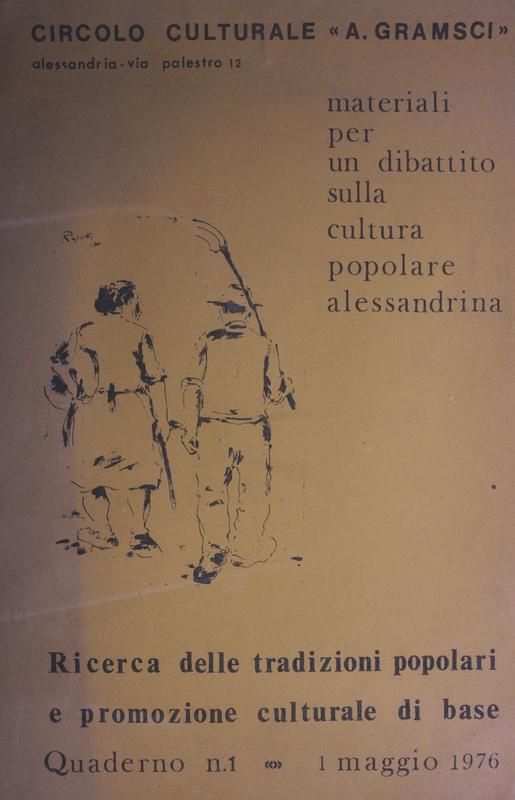 CIRCOLO CULTURALE «A. GRAMSCI»
alessandria - via palestro 12
materiali
per
un dibattito
sulla
cultura
popolare
alessandrina
Ricerca delle tradizioni popolari
e promozione culturale di base
Quaderno n.1 «o» 1 maggio 1976